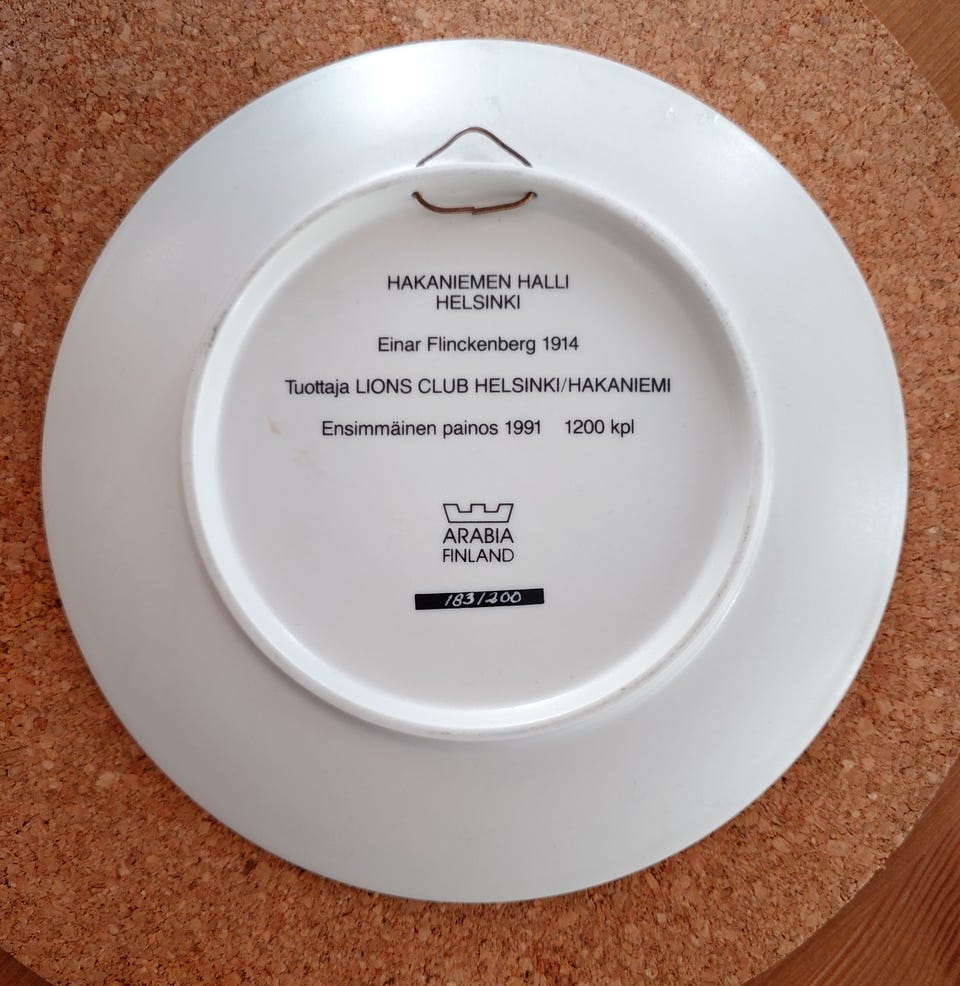 HAKANIEMEN HALLI
HELSINKI
Einar Flinckenberg 1914
Tuottaja LIONS CLUB HELSINKI/HAKANIEMI
Ensimmäinen painos 1991 1200 kpl
ARABIA
FINLAND
183/200